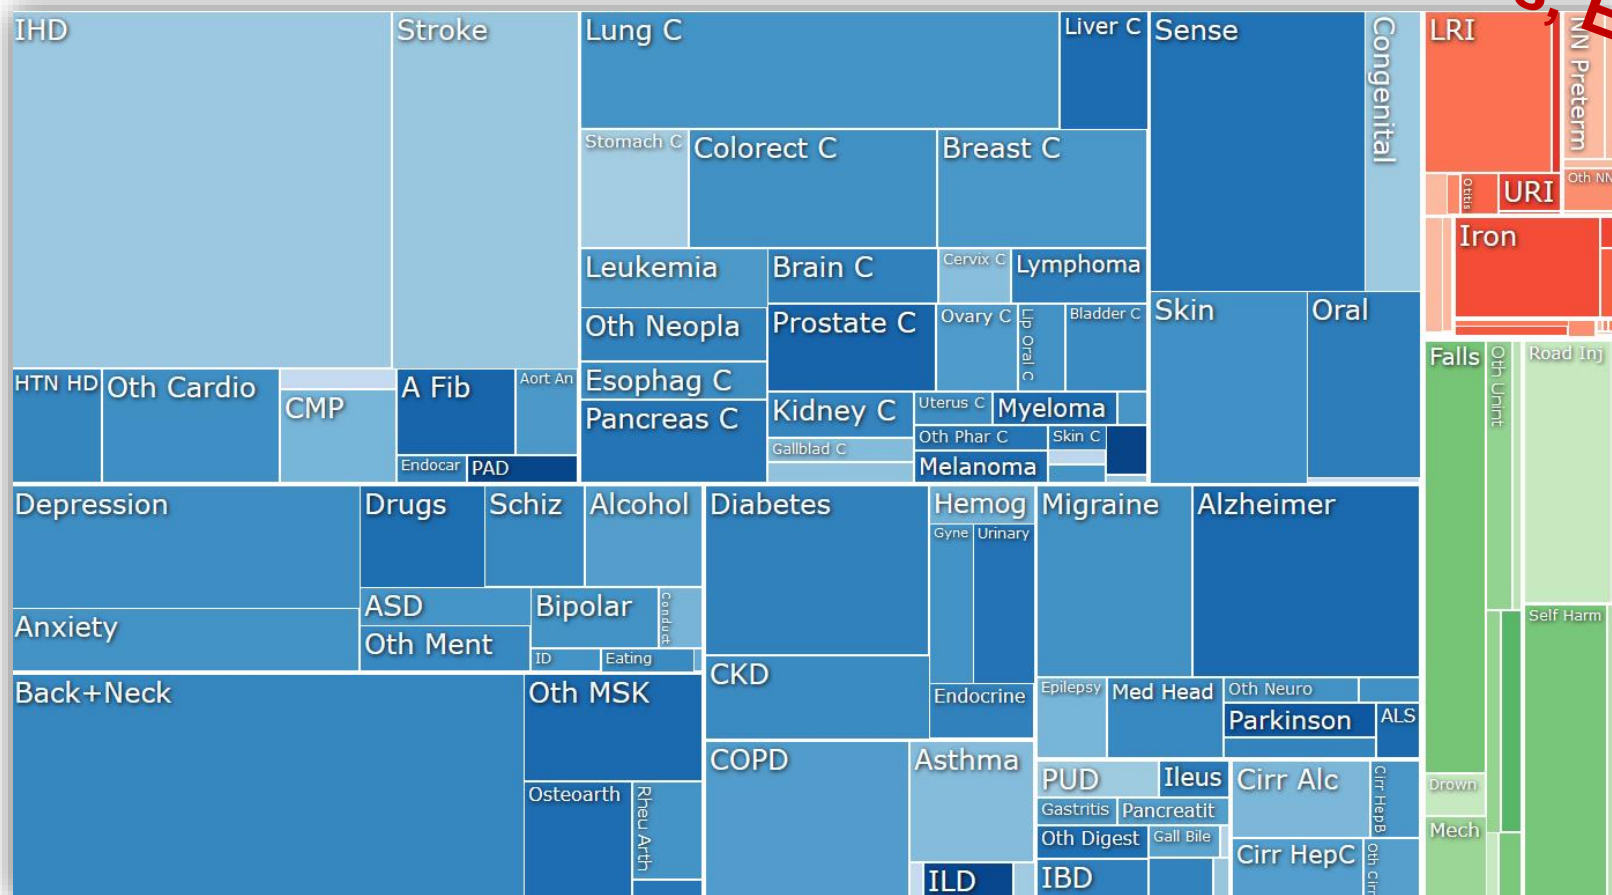 s, E
IHD
Stroke
Lung C
Liver C
Sense
Congenital
LRI
NN Preterm
Stomach C
Colorect C
Breast C
Otitis
URI
Oth NN
Iron
Leukemia
Brain C
Cervix C
Lymphoma
Oth Neopla
Prostate C
Ovary C
Lip Oral C
Bladder C
Skin
Oral
Falls
Oth Unint
Road Inj
HTN HD
Oth Cardio
CMP
A Fib
Aort An
Esophag C
Pancreas C
Kidney C
Uterus C
Myeloma
Gallblad C
Oth Phar C
Skin C
Endocar
PAD
Melanoma
Depression
Drugs
Schiz
Alcohol
Diabetes
Hemog
Migraine
Alzheimer
Gyne
Urinary
Anxiety
ASD
Bipolar
Conduct
Oth Ment
ID
Eating
Self Harm
Back+Neck
Oth MSK
CKD
Endocrine
Epilepsy
Med Head
Oth Neuro
Parkinson
ALS
COPD
Asthma
PUD
Ileus
Cirr Alc
Cirr HepB
Drown
Osteoarth
Rheu Arth
Gastritis
Pancreatit
Oth Digest
Gall Bile
Mech
Cirr HepC
Oth Cirr
ILD
IBD